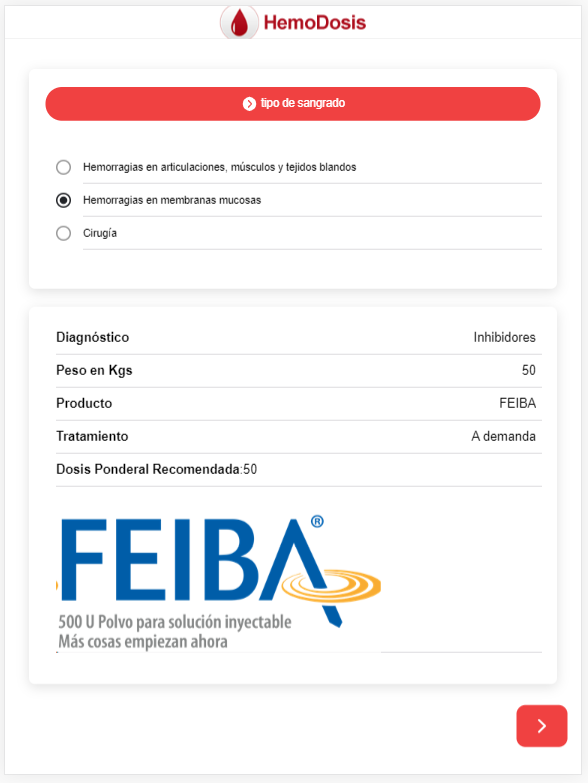 HemoDosis
tipo de sangrado
Hemorragias en articulaciones, músculos y tejidos blandos
Hemorragias en membranas mucosas
Cirugía
Diagnóstico Inhibidores
Peso en Kgs 50
Producto FEIBA
Tratamiento A demanda
Dosis Ponderal Recomendada:50
FEIBA®
500 U Polvo para solución inyectable
Más cosas empiezan ahora